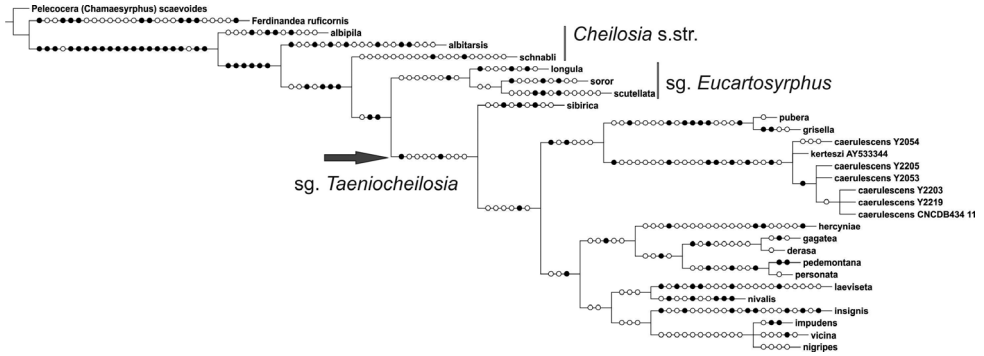 Pelecocera (Chamaesyrphus) scaevoides
Ferdinandea ruficornis
albipila
albitarsis
Cheilosia s.str.
schnabli
longula
soror
sg. Eucartosyrphus
scutellata
sibirica
pubera
grisella
caerulescens Y2054
kerteszi AY533344
caerulescens Y2205
sg. Taeniocheilosia
caerulescens Y2053
caerulescens Y2203
caerulescens Y2219
caerulescens CNCDB434 11
hercyniae
gagatea
derasa
pedemontana
personata
laeviseta
nivalis
insignis
impudens
vicina
nigripes